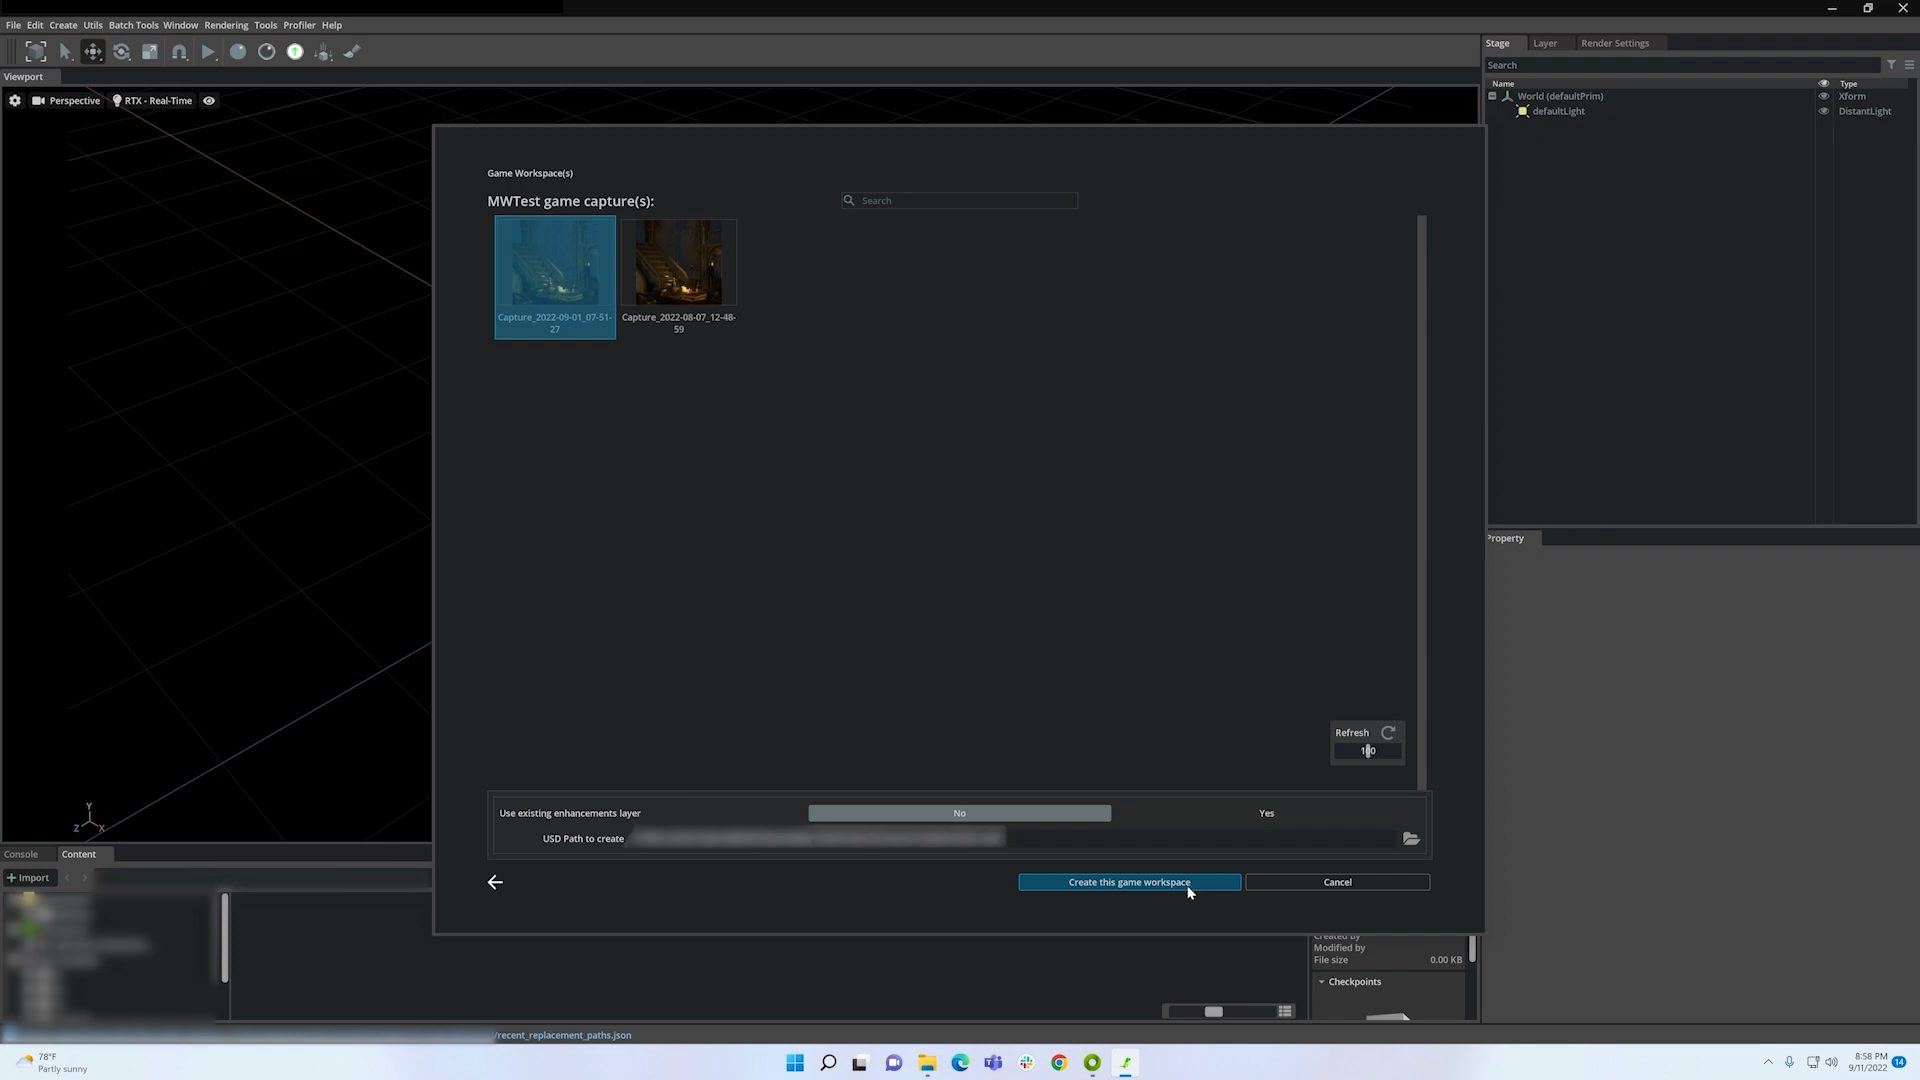 File Edit Create Utils Batch Tools Window Rendering Tools Profiler Help
Viewport
Perspective RTX - Real-Time
Stage Layer Render Settings
Search
Name Type
World (defaultPrim) Xform
defaultLight DistantLight
Game Workspace(s)
MWTest game capture(s):
Search
Capture_2022-09-01_07-51-
27
Capture_2022-08-07_12-48-
59
Property
Refresh
100
Use existing enhancements layer No Yes
USD Path to create
Create this game workspace Cancel
Y
Z X
Console Content
+ Import
Created by
Modified by
File size 0.00 KB
Checkpoints
/recent_replacement_paths.json
78°F
Partly sunny
8:58 PM
9/11/2022
14